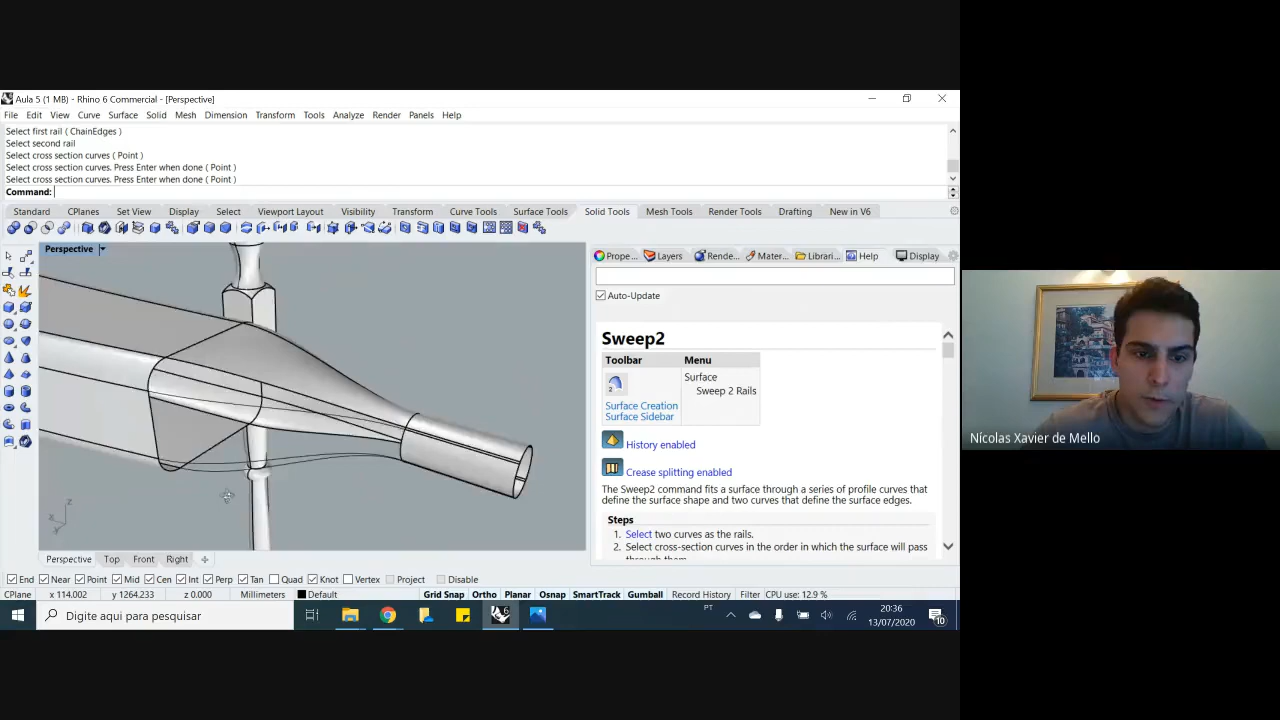 Aula 5 (1 MB) - Rhino 6 Commercial - [Perspective]
File Edit View Curve Surface Solid Mesh Dimension Transform Tools Analyze Render Panels Help
Select first rail ( ChainEdges )
Select second rail
Select cross section curves ( Point )
Select cross section curves. Press Enter when done ( Point )
Select cross section curves. Press Enter when done ( Point )
Command:
Standard CPlanes Set View Display Select Viewport Layout Visibility Transform Curve Tools Surface Tools Solid Tools Mesh Tools Render Tools Drafting New in V6
Perspective
Prope... Layers Rende... Mater... Librari... Help Display
Auto-Update
Sweep2
Toolbar Menu
Surface
Sweep 2 Rails
2
Surface Creation
Surface Sidebar
History enabled
Crease splitting enabled
The Sweep2 command fits a surface through a series of profile curves that
define the surface shape and two curves that define the surface edges.
Steps
1. Select two curves as the rails.
2. Select cross-section curves in the order in which the surface will pass
through them.
z
x
y
Perspective Top Front Right
End Near Point Mid Cen Int Perp Tan Quad Knot Vertex Project Disable
CPlane x 114.002 y 1264.233 z 0.000 Millimeters Default Grid Snap Ortho Planar Osnap SmartTrack Gumball Record History Filter CPU use: 12.9 %
Digite aqui para pesquisar
PT
20:36
13/07/2020
10
Nícolas Xavier de Mello